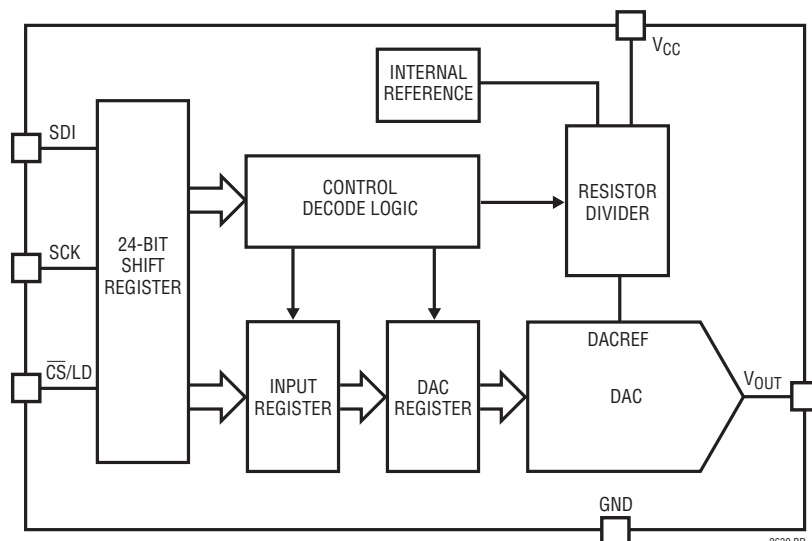 VCC
INTERNAL
REFERENCE
SDI
CONTROL
DECODE LOGIC
RESISTOR
DIVIDER
SCK
24-BIT
SHIFT
REGISTER
DACREF
CS/LD
INPUT
REGISTER
DAC
REGISTER
DAC
VOUT
GND